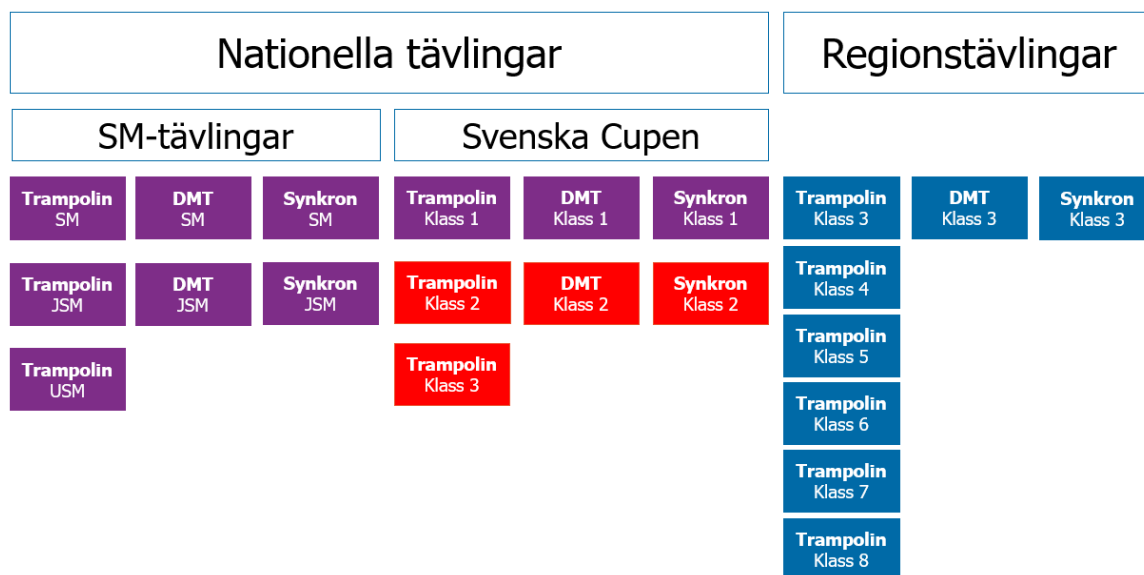 Nationella tävlingar
Regionstävlingar
SM-tävlingar
Svenska Cupen
Trampolin
SM
DMT
SM
Synkron
SM
Trampolin
Klass 1
DMT
Klass 1
Synkron
Klass 1
Trampolin
Klass 3
DMT
Klass 3
Synkron
Klass 3
Trampolin
JSM
DMT
JSM
Synkron
JSM
Trampolin
Klass 2
DMT
Klass 2
Synkron
Klass 2
Trampolin
Klass 4
Trampolin
USM
Trampolin
Klass 3
Trampolin
Klass 5
Trampolin
Klass 6
Trampolin
Klass 7
Trampolin
Klass 8